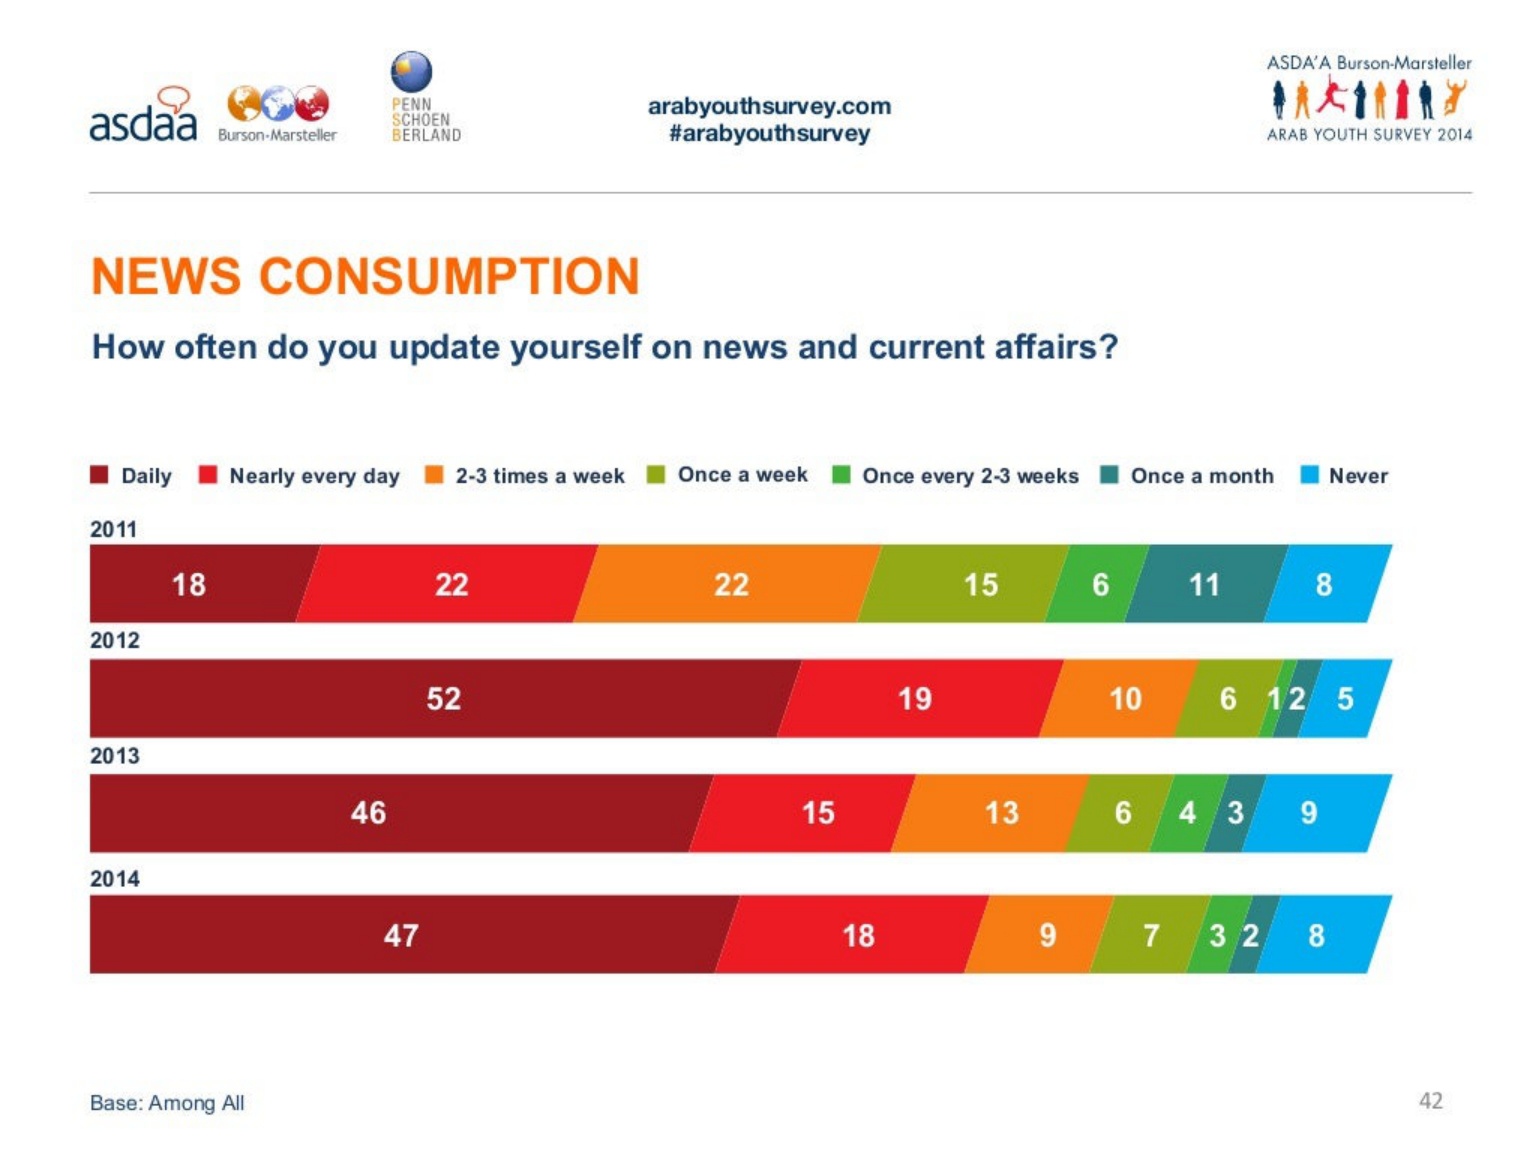 asdaa
Burson-Marsteller
PENN
SCHOEN
BERLAND
arabyouthsurvey.com
#arabyouthsurvey
ASDA'A Burson-Marsteller
ARAB YOUTH SURVEY 2014
NEWS CONSUMPTION
How often do you update yourself on news and current affairs?
Daily Nearly every day 2-3 times a week Once a week Once every 2-3 weeks Once a month Never
2011
18 22 22 15 6 11 8
2012
52 19 10 6 1 2 5
2013
46 15 13 6 4 3 9
2014
47 18 9 7 3 2 8
Base: Among All
42